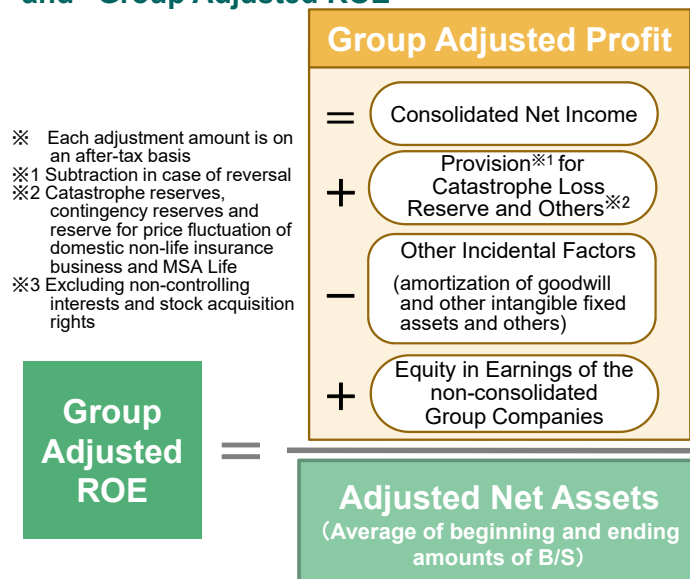 and "Group Adjusted ROE"
Group Adjusted Profit
= Consolidated Net Income
※ Each adjustment amount is on
an after-tax basis
※1 Subtraction in case of reversal
※2 Catastrophe reserves,
contingency reserves and
reserve for price fluctuation of
domestic non-life insurance
business and MSA Life
※3 Excluding non-controlling
interests and stock acquisition
rights
+ Provision※1 for
Catastrophe Loss
Reserve and Others※2
− Other Incidental Factors
(amortization of goodwill
and other intangible fixed
assets and others)
+ Equity in Earnings of the
non-consolidated
Group Companies
Group
Adjusted
ROE
=
Adjusted Net Assets
（Average of beginning and ending
amounts of B/S）